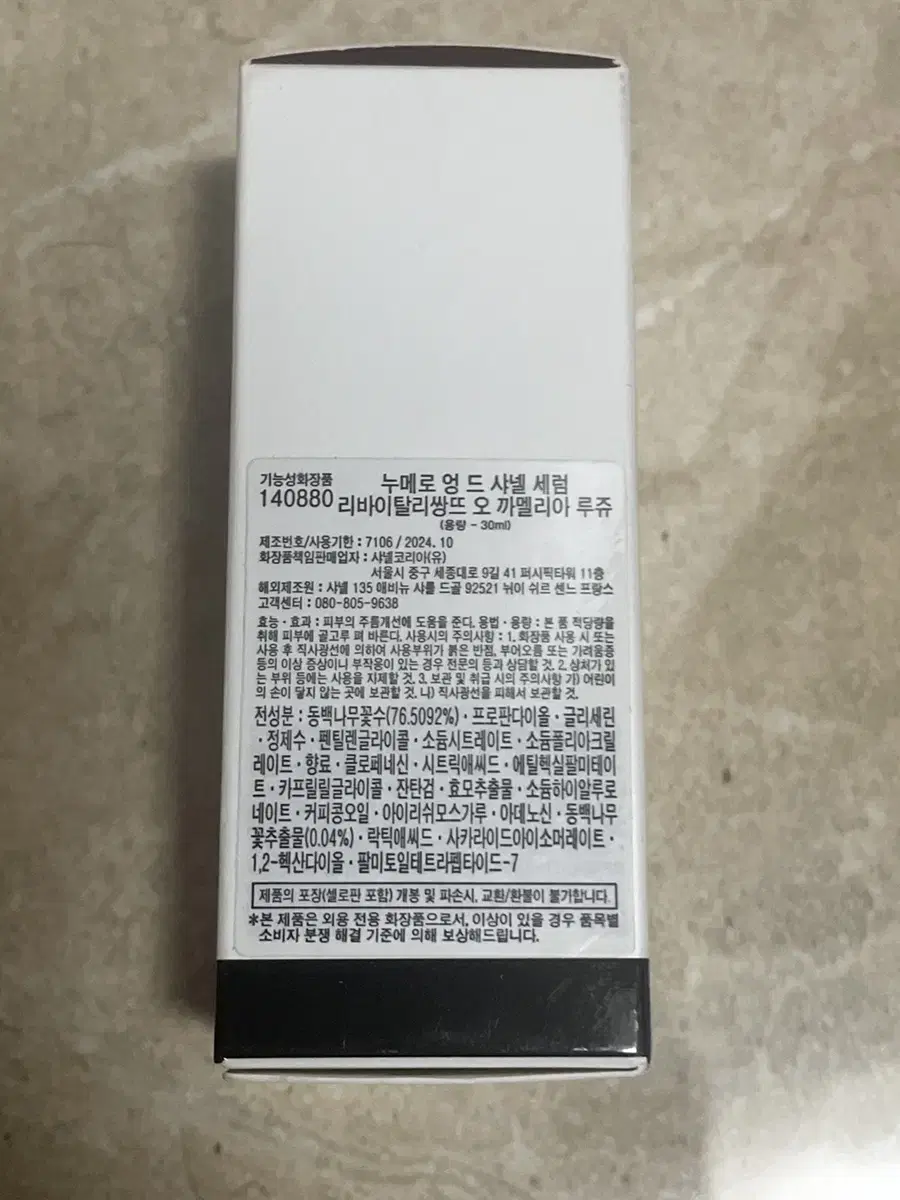 기능성화장품
140880
누메로 엉 드 샤넬 세럼
리바이탈리쌍뜨 오 까멜리아 루쥬
(용량 - 30ml)
제조번호/사용기한 : 7106 / 2024. 10
화장품책임판매업자 : 샤넬코리아(유)
서울시 중구 세종대로 9길 41 퍼시픽타워 11층
해외제조원 : 샤넬 135 애비뉴 샤를 드골 92521 뉘이 쉬르 센느 프랑스
고객센터 : 080-805-9638
효능·효과 : 피부의 주름개선에 도움을 준다. 용법·용량 : 본 품 적당량을
취해 피부에 골고루 펴 바른다. 사용시의 주의사항 : 1. 화장품 사용 시 또는
사용 후 직사광선에 의하여 사용부위가 붉은 반점, 부어오름 또는 가려움증
등의 이상 증상이나 부작용이 있는 경우 전문의 등과 상담할 것. 2. 상처가 있
는 부위 등에는 사용을 자제할 것. 3. 보관 및 취급 시의 주의사항 가) 어린이
의 손이 닿지 않는 곳에 보관할 것. 나) 직사광선을 피해서 보관할 것.
전성분 : 동백나무꽃수(76.5092%)·프로판다이올·글리세린
·정제수·펜틸렌글라이콜·소듐시트레이트·소듐폴리아크릴
레이트·향료·클로페네신·시트릭애씨드·에틸헥실팔미테이
트·카프릴릴글라이콜·잔탄검·효모추출물·소듐하이알루로
네이트·커피콩오일·아이리쉬모스가루·아데노신·동백나무
꽃추출물(0.04%)·락틱애씨드·사카라이드아이소머레이트·
1,2-헥산다이올·팔미토일테트라펩타이드-7
제품의 포장(셀로판 포함) 개봉 및 파손시, 교환/환불이 불가합니다.
*본 제품은 외용 전용 화장품으로서, 이상이 있을 경우 품목별
소비자 분쟁 해결 기준에 의해 보상해드립니다.